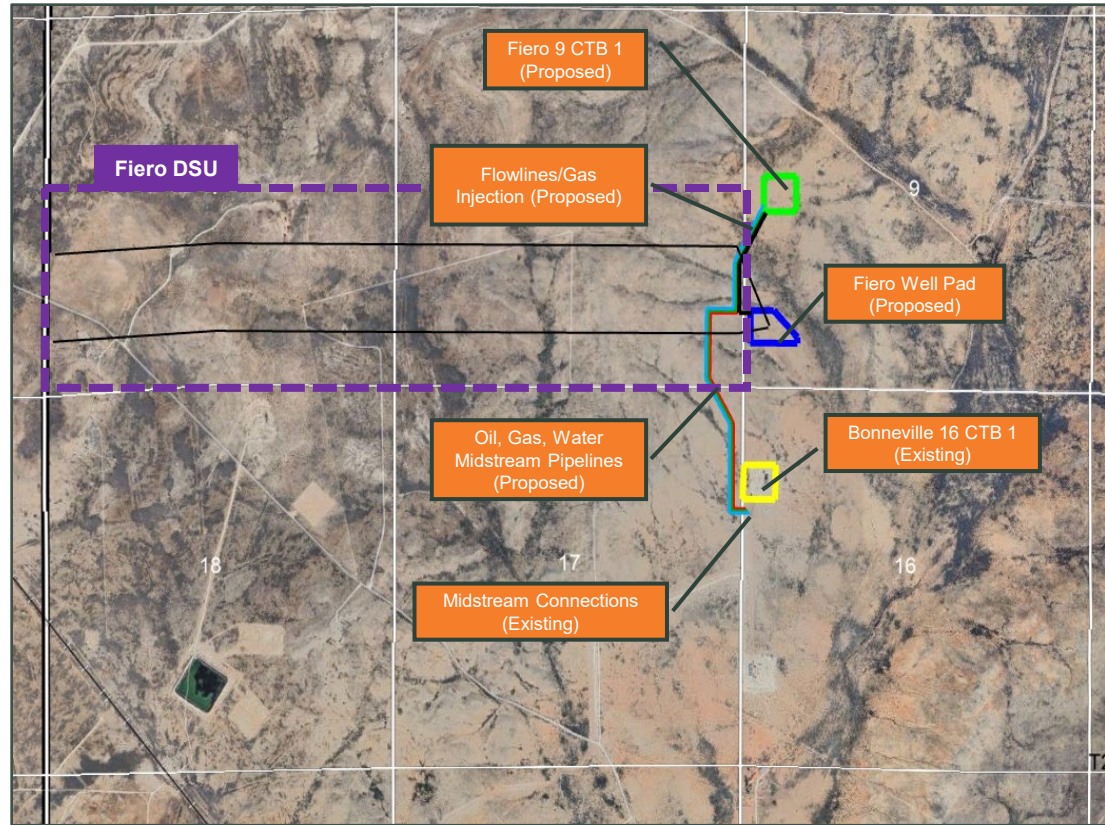 Fiero 9 CTB 1
(Proposed)
Fiero DSU
Flowlines/Gas
Injection (Proposed)
9
Fiero Well Pad
(Proposed)
Oil, Gas, Water
Midstream Pipelines
(Proposed)
Bonneville 16 CTB 1
(Existing)
18
17
16
Midstream Connections
(Existing)